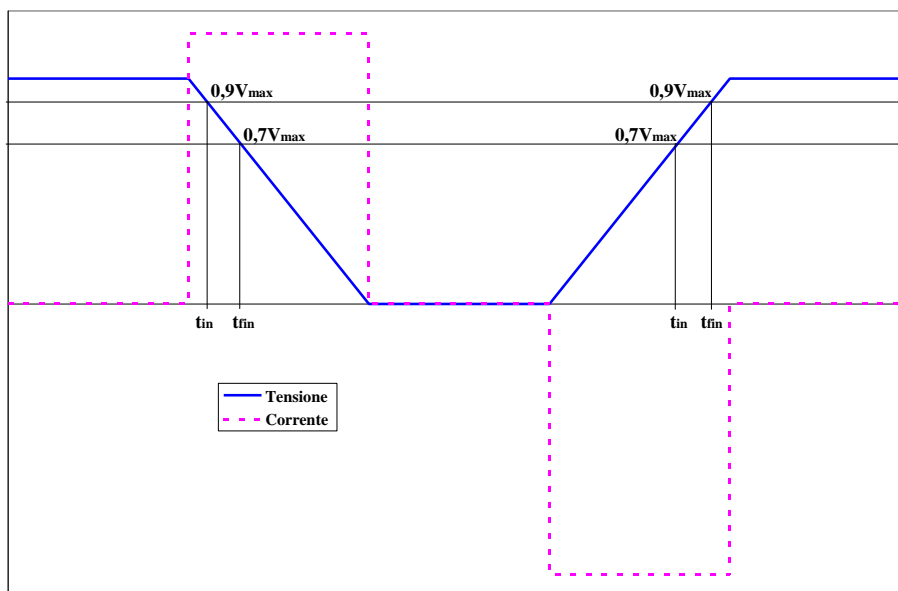 0,9Vmax
0,9Vmax
0,7Vmax
0,7Vmax
tin
tfin
tin
tfin
Tensione
Corrente